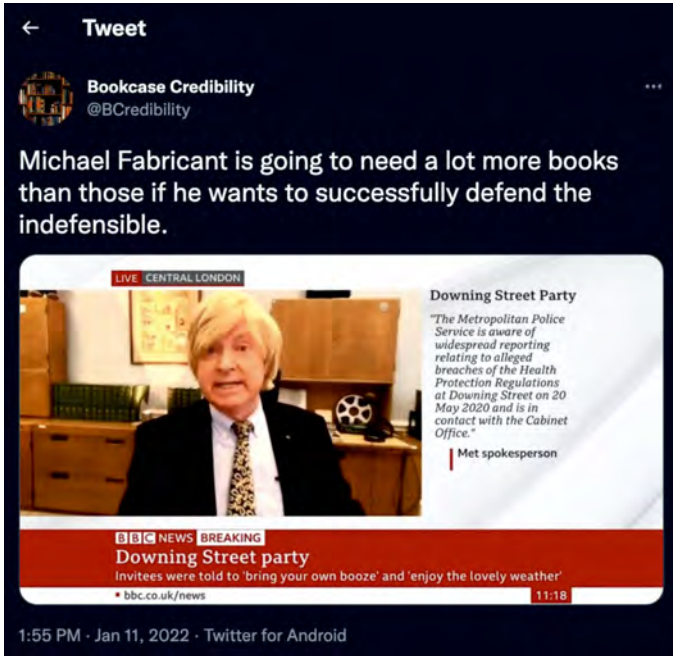 Tweet
Bookcase Credibility
@BCredibility
Michael Fabricant is going to need a lot more books
than those if he wants to successfully defend the
indefensible.
LIVE CENTRAL LONDON
Downing Street Party
"The Metropolitan Police
Service is aware of
widespread reporting
relating to alleged
breaches of the Health
Protection Regulations
at Downing Street on 20
May 2020 and is in
contact with the Cabinet
Office."
Met spokesperson
BBC NEWS BREAKING
Downing Street party
Invitees were told to 'bring your own booze' and 'enjoy the lovely weather'
bbc.co.uk/news
11:18
1:55 PM · Jan 11, 2022 · Twitter for Android